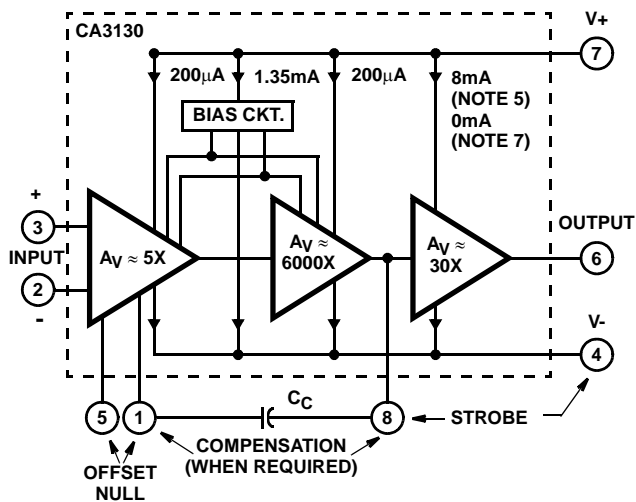 CA3130
V+
7
200µA
1.35mA
200µA
8mA
(NOTE 5)
0mA
(NOTE 7)
BIAS CKT.
+
3
INPUT
2
-
AV ≈ 5X
AV ≈
6000X
AV ≈
30X
OUTPUT
6
V-
4
CC
5
1
8
STROBE
COMPENSATION
(WHEN REQUIRED)
OFFSET
NULL